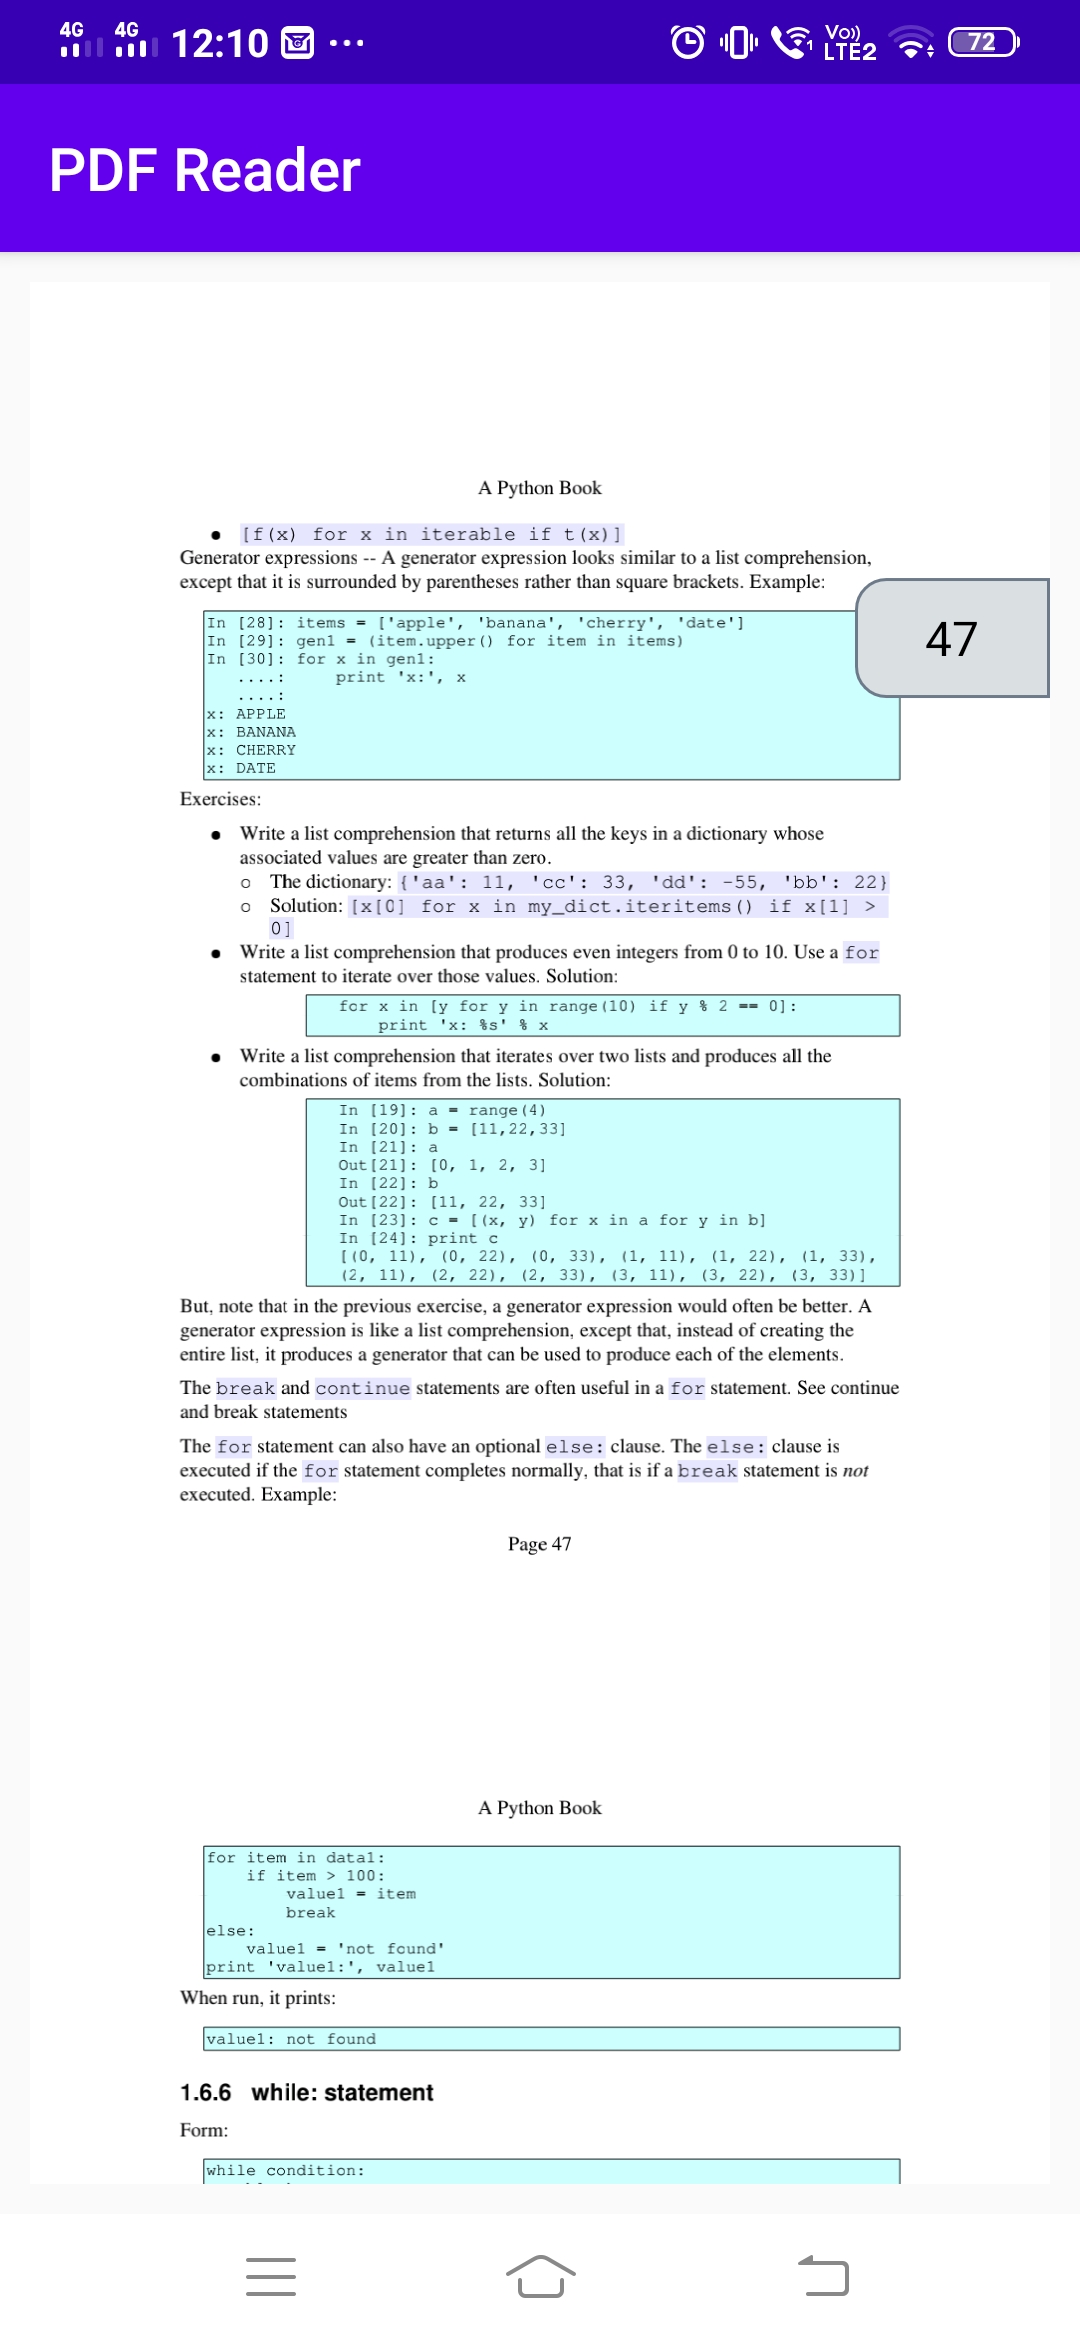 4G 4G 12:10 ... Vo)) LTE2 72
PDF Reader
A Python Book
• [f(x) for x in iterable if t(x)]
Generator expressions -- A generator expression looks similar to a list comprehension,
except that it is surrounded by parentheses rather than square brackets. Example:
47
In [28]: items = ['apple', 'banana', 'cherry', 'date']
In [29]: gen1 = (item.upper() for item in items)
In [30]: for x in gen1:
   ....:     print 'x:', x
   ....:
x: APPLE
x: BANANA
x: CHERRY
x: DATE
Exercises:
• Write a list comprehension that returns all the keys in a dictionary whose
associated values are greater than zero.
○ The dictionary: {'aa': 11, 'cc': 33, 'dd': -55, 'bb': 22}
○ Solution: [x[0] for x in my_dict.iteritems() if x[1] >
0]
• Write a list comprehension that produces even integers from 0 to 10. Use a for
statement to iterate over those values. Solution:
for x in [y for y in range(10) if y % 2 == 0]:
    print 'x: %s' % x
• Write a list comprehension that iterates over two lists and produces all the
combinations of items from the lists. Solution:
In [19]: a = range(4)
In [20]: b = [11,22,33]
In [21]: a
Out[21]: [0, 1, 2, 3]
In [22]: b
Out[22]: [11, 22, 33]
In [23]: c = [(x, y) for x in a for y in b]
In [24]: print c
[(0, 11), (0, 22), (0, 33), (1, 11), (1, 22), (1, 33),
(2, 11), (2, 22), (2, 33), (3, 11), (3, 22), (3, 33)]
But, note that in the previous exercise, a generator expression would often be better. A
generator expression is like a list comprehension, except that, instead of creating the
entire list, it produces a generator that can be used to produce each of the elements.
The break and continue statements are often useful in a for statement. See continue
and break statements
The for statement can also have an optional else: clause. The else: clause is
executed if the for statement completes normally, that is if a break statement is not
executed. Example:
Page 47
A Python Book
for item in data1:
    if item > 100:
        value1 = item
        break
else:
    value1 = 'not found'
print 'value1:', value1
When run, it prints:
value1: not found
1.6.6 while: statement
Form:
while condition: